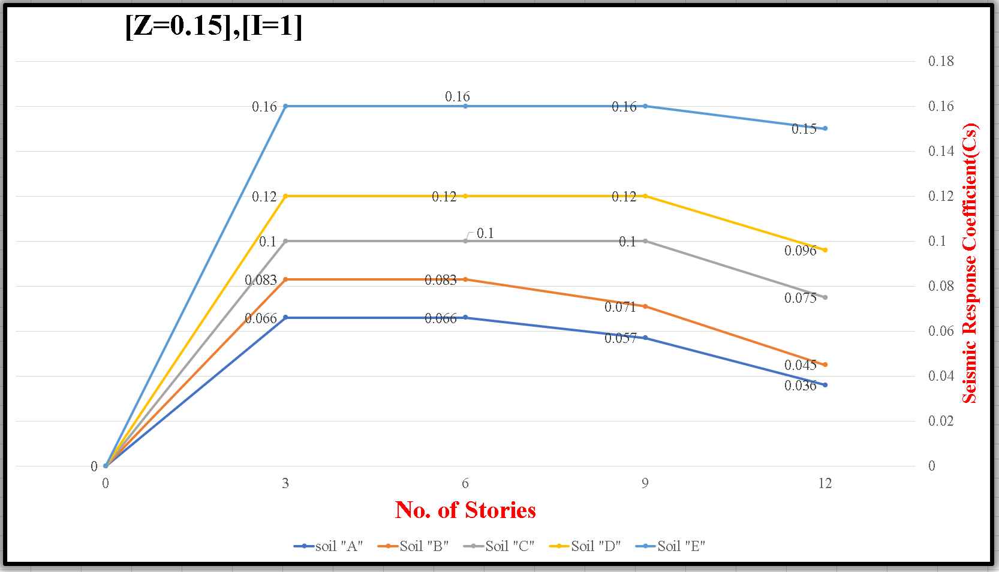 [Z=0.15],[I=1]
0.18
0.16 0.16 0.16 0.16
0.15
0.14
0.12 0.12 0.12 0.12
0.1 0.1 0.1 0.1
0.096
0.083 0.083 0.08
0.071 0.075
0.066 0.066
0.057 0.06
0.045
0.04
0.036
0.02
0 0
0 3 6 9 12
Seismic Response Coefficient(Cs)
No. of Stories
soil "A" Soil "B" Soil "C" Soil "D" Soil "E"